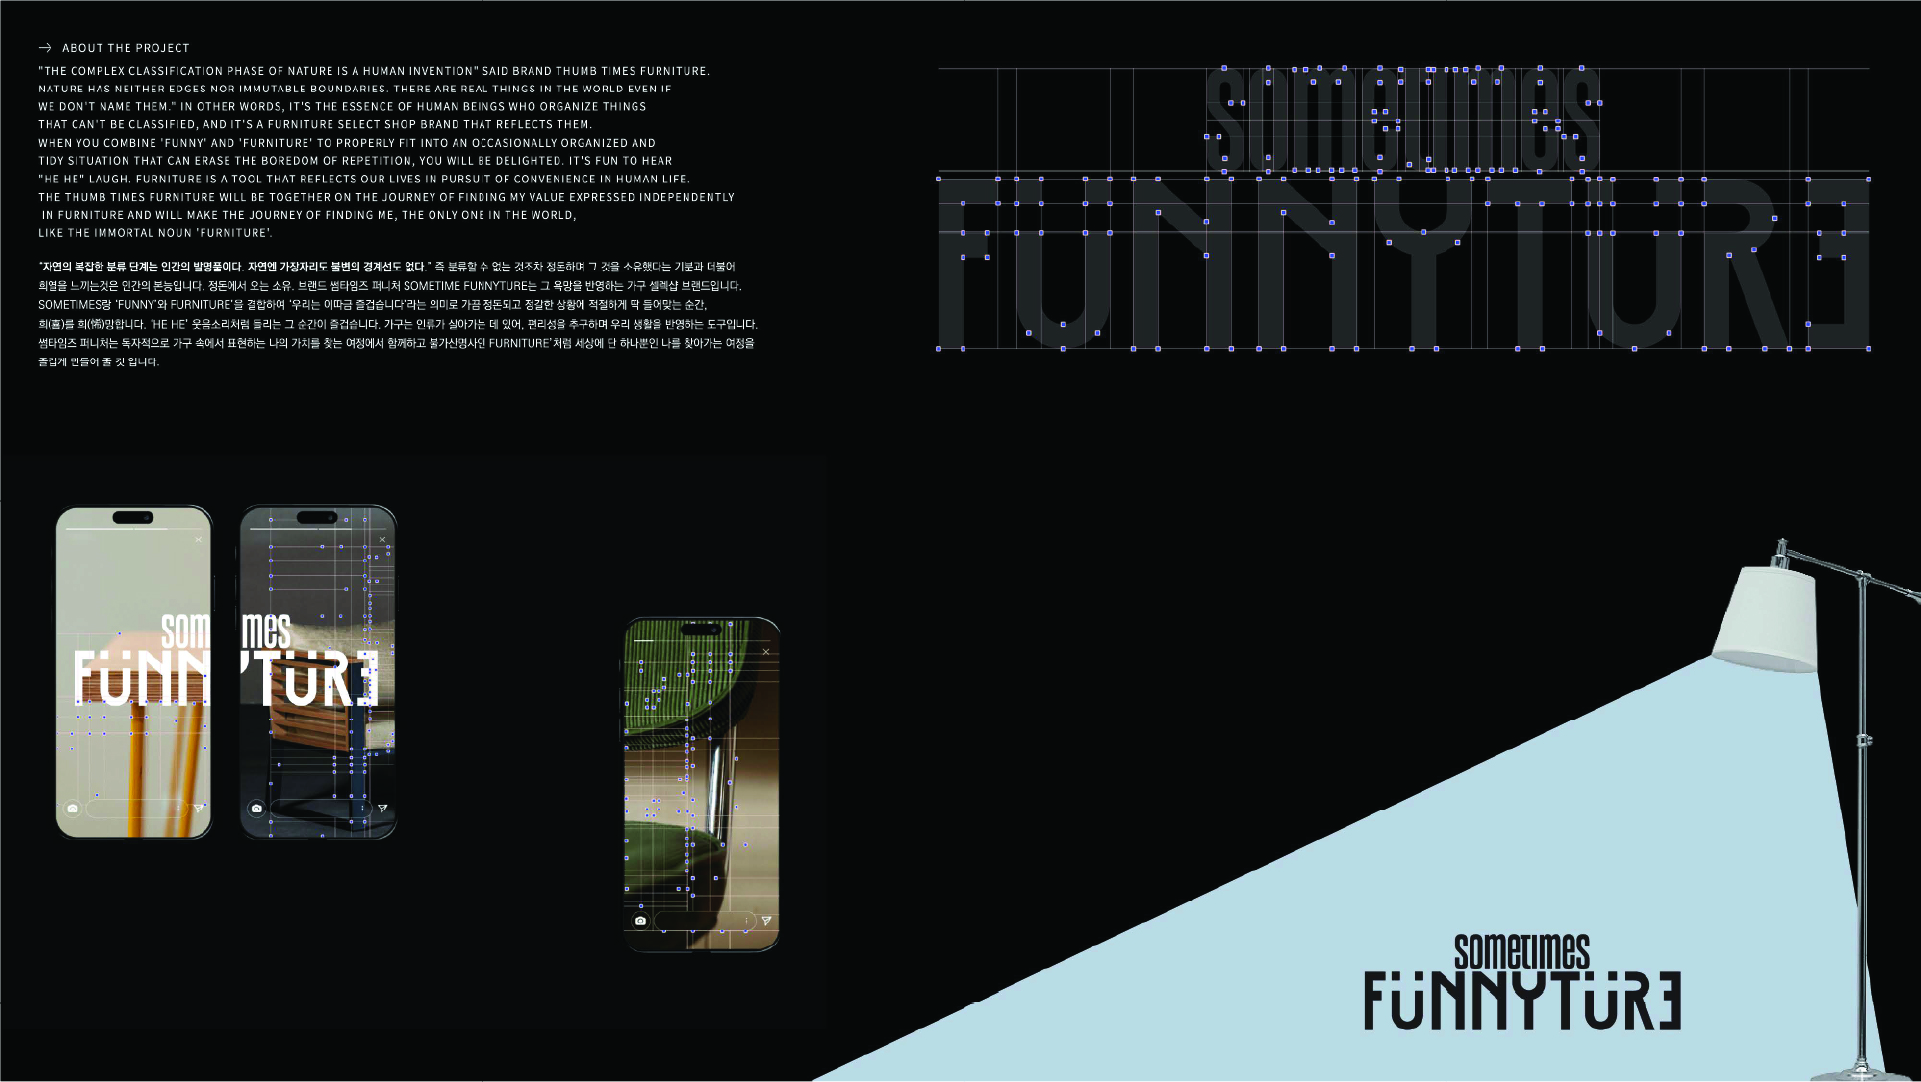 → ABOUT THE PROJECT
"THE COMPLEX CLASSIFICATION PHASE OF NATURE IS A HUMAN INVENTION" SAID BRAND THUMB TIMES FURNITURE.
NATURE HAS NEITHER EDGES NOR IMMUTABLE BOUNDARIES. THERE ARE REAL THINGS IN THE WORLD EVEN IF
WE DON'T NAME THEM." IN OTHER WORDS, IT'S THE ESSENCE OF HUMAN BEINGS WHO ORGANIZE THINGS
THAT CAN'T BE CLASSIFIED, AND IT'S A FURNITURE SELECT SHOP BRAND THAT REFLECTS THEM.
WHEN YOU COMBINE 'FUNNY' AND 'FURNITURE' TO PROPERLY FIT INTO AN OCCASIONALLY ORGANIZED AND
TIDY SITUATION THAT CAN ERASE THE BOREDOM OF REPETITION, YOU WILL BE DELIGHTED. IT'S FUN TO HEAR
"HE HE" LAUGH. FURNITURE IS A TOOL THAT REFLECTS OUR LIVES IN PURSUIT OF CONVENIENCE IN HUMAN LIFE.
THE THUMB TIMES FURNITURE WILL BE TOGETHER ON THE JOURNEY OF FINDING MY VALUE EXPRESSED INDEPENDENTLY
IN FURNITURE AND WILL MAKE THE JOURNEY OF FINDING ME, THE ONLY ONE IN THE WORLD,
LIKE THE IMMORTAL NOUN 'FURNITURE'.
"자연의 복잡한 분류 단계는 인간의 발명품이다. 자연엔 가장자리도 불변의 경계선도 없다." 즉 분류할 수 없는 것조차 정돈하며 그 것을 소유했다는 기분과 더불어
희열을 느끼는것은 인간의 본능입니다. 정돈에서 오는 소유. 브랜드 썸타임즈 퍼니처 SOMETIME FUNNYTURE는 그 욕망을 반영하는 가구 셀렉샵 브랜드입니다.
SOMETIMES랑 'FUNNY'와 FURNITURE'을 결합하여 '우리는 이따금 즐겁습니다'라는 의미로 가끔 정돈되고 정갈한 상황에 적절하게 딱 들어맞는 순간,
희(喜)를 희(悕)망합니다. 'HE HE' 웃음소리처럼 들리는 그 순간이 즐겁습니다. 가구는 인류가 살아가는 데 있어, 편리성을 추구하며 우리 생활을 반영하는 도구입니다.
썸타임즈 퍼니처는 독자적으로 가구 속에서 표현하는 나의 가치를 찾는 여정에서 함께하고 불가산명사인 FURNITURE'처럼 세상에 단 하나뿐인 나를 찾아가는 여정을
즐겁게 만들어 줄 것 입니다.
sometimes
FÜNNYTÜRE
som mes
FÜNN YTÜRE
sometimes
FÜNNYTÜRE